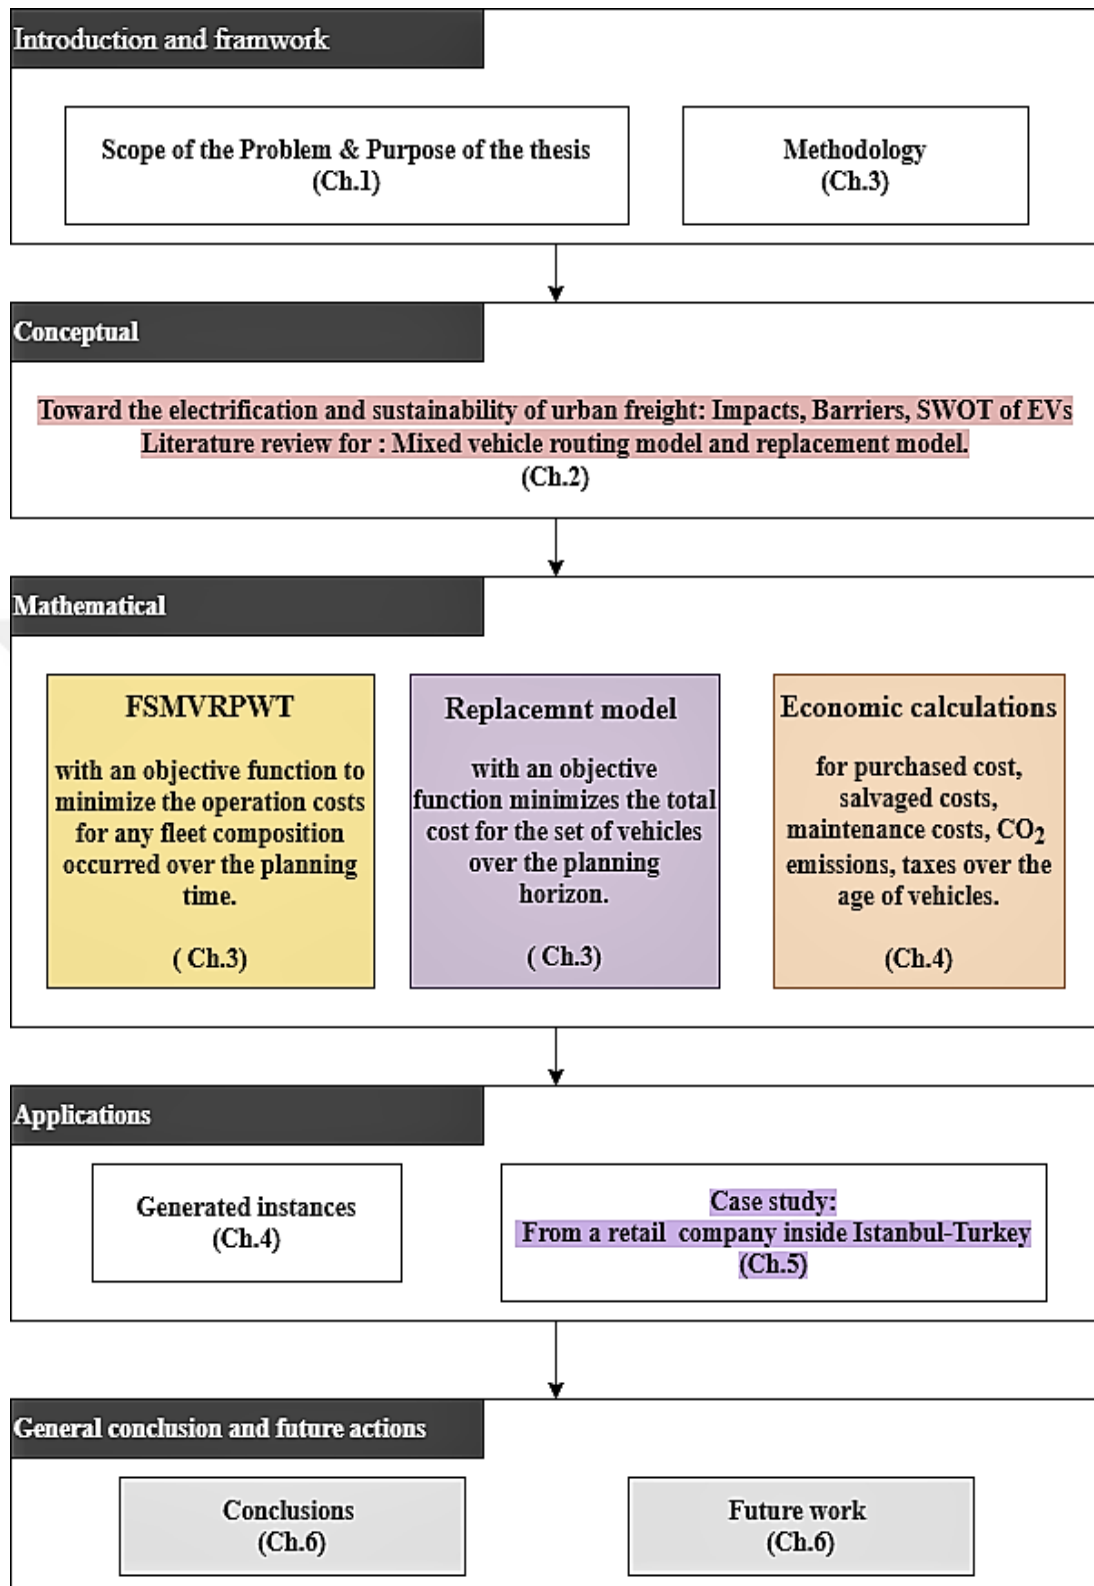 Introduction and framwork
Scope of the Problem & Purpose of the thesis
(Ch.1)
Methodology
(Ch.3)
Conceptual
Toward the electrification and sustainability of urban freight: Impacts, Barriers, SWOT of EVs
Literature review for : Mixed vehicle routing model and replacement model.
(Ch.2)
Mathematical
FSMVRPWT
with an objective function to
minimize the operation costs
for any fleet composition
occurred over the planning
time.
( Ch.3)
Replacemnt model
with an objective
function minimizes the total
cost for the set of vehicles
over the planning
horizon.
( Ch.3)
Economic calculations
for purchased cost,
salvaged costs,
maintenance costs, CO₂
emissions, taxes over the
age of vehicles.
(Ch.4)
Applications
Generated instances
(Ch.4)
Case study:
From a retail company inside Istanbul-Turkey
(Ch.5)
General conclusion and future actions
Conclusions
(Ch.6)
Future work
(Ch.6)